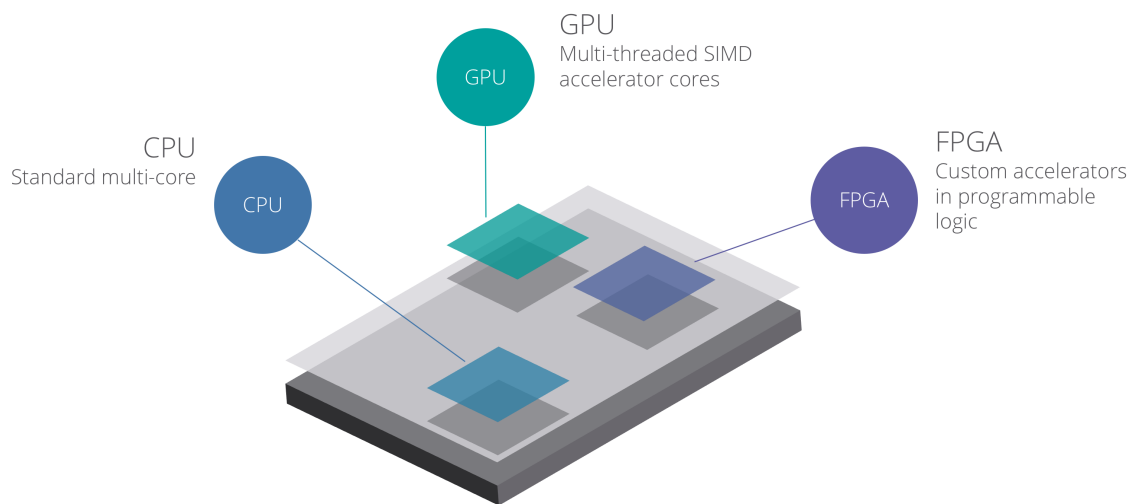 GPU
Multi-threaded SIMD
accelerator cores
GPU
CPU
Standard multi-core
CPU
FPGA
Custom accelerators
in programmable
logic
FPGA